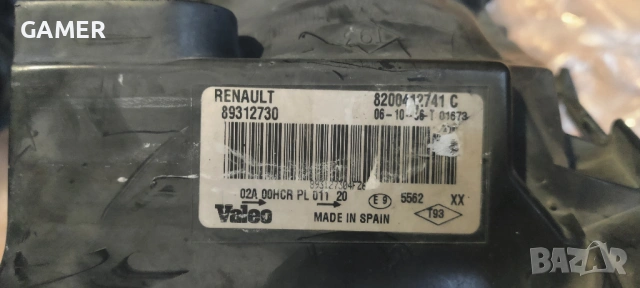 GAMER
RENAULT 8200412741 C
89312730 06-10-06-T 01673
89312730
02A 00HCR PL 011 20 E9 5562 XX
Valeo MADE IN SPAIN T93
BAZAR